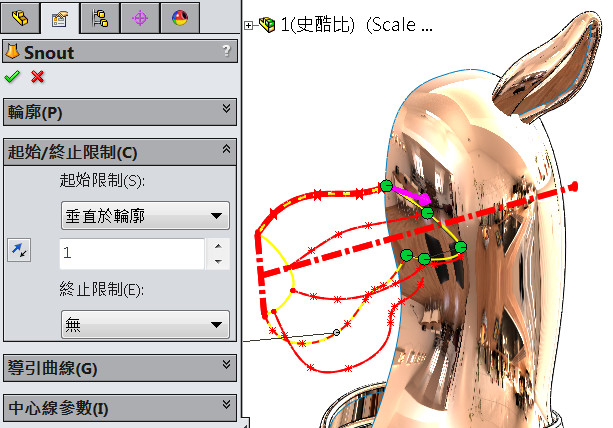 1(史酷比) (Scale ...
Snout
?
輪廓(P)
起始/終止限制(C)
起始限制(S):
垂直於輪廓
1
終止限制(E):
無
導引曲線(G)
中心線參數(I)